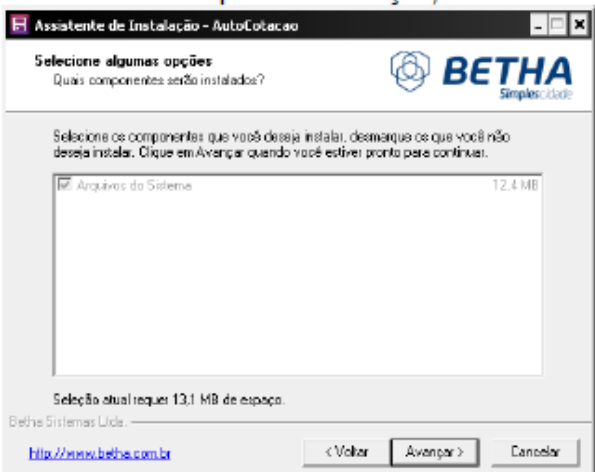 Assistente de Instalação - AutoCotacao
Selecione algumas opções
Quais componentes serão instalados?
BETHA
Simplescidade
Selecione os componentes que você deseja instalar, desmarque os que você não
deseja instalar. Clique em Avançar quando você estiver pronto para continuar.
Arquivos do Sistema 12,4 MB
Seleção atual requer 13,1 MB de espaço.
Betha Sistemas Ltda.
http://www.betha.com.br
< Voltar Avançar > Cancelar